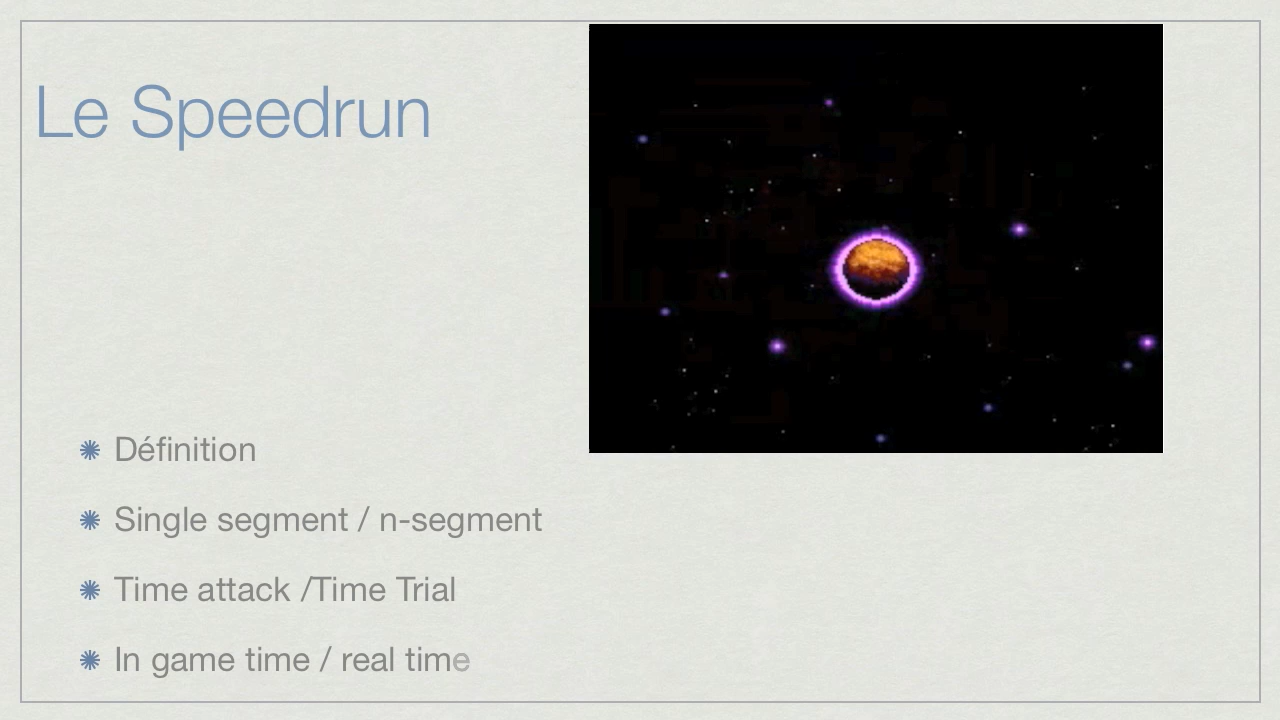 Le Speedrun
Définition
Single segment / n-segment
Time attack /Time Trial
In game time / real time